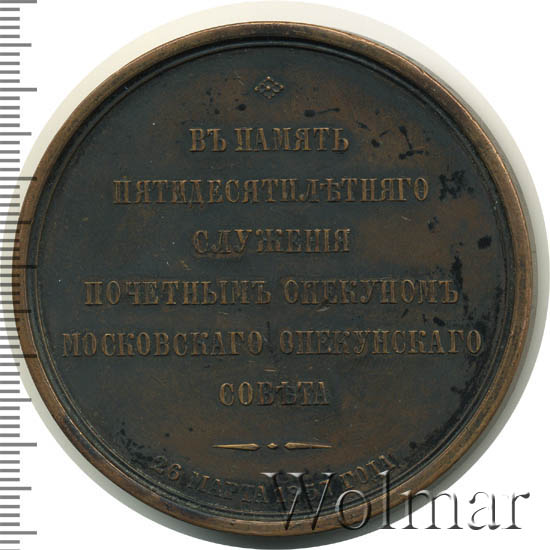 ВЪ ПАМЯТЬ
ПЯТИДЕСЯТИЛѢТНЯГО
СЛУЖЕНІЯ
ПОЧЕТНЫМЪ ОПЕКУНОМЪ
МОСКОВСКАГО ОПЕКУНСКАГО
СОВѢТА
26 МАРТА
Wolmar